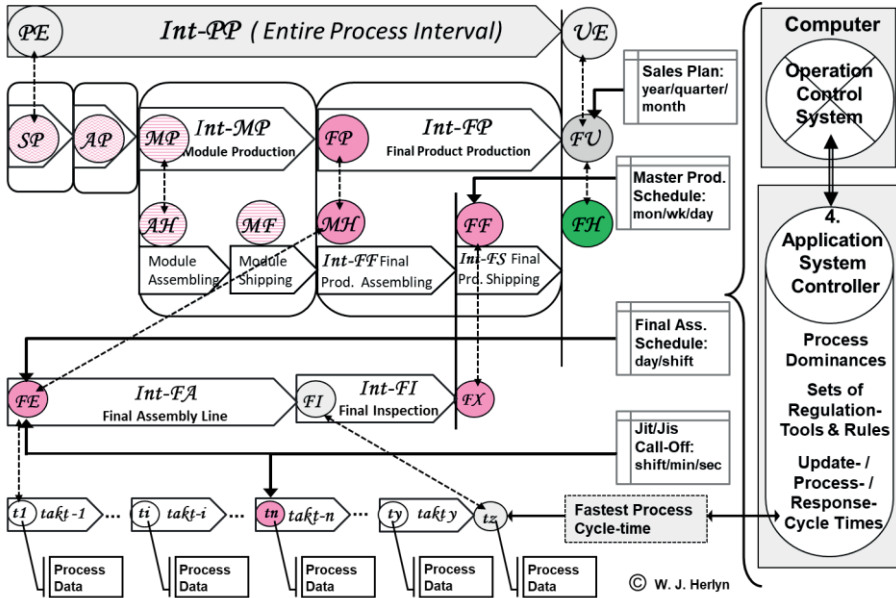 PE
Int-PP ( Entire Process Interval)
UE
Computer
Operation
Control
System
Sales Plan:
year/quarter/
month
SP
AP
MP
Int-MP
Module Production
FP
Int-FP
Final Product Production
FU
Master Prod.
Schedule:
mon/wk/day
AH
MF
MH
FF
FH
Module
Assembling
Module
Shipping
Int-FF Final
Prod. Assembling
Int-FS Final
Prod. Shipping
4.
Application
System
Controller
Process
Dominances
Sets of
Regulation-
Tools & Rules
Update- /
Process- /
Response-
Cycle Times
Final Ass.
Schedule:
day/shift
FE
Int-FA
Final Assembly Line
FI
Int-FI
Final Inspection
FX
Jit/Jis
Call-Off:
shift/min/sec
t1 takt-1 ...
ti takt-i ...
tn takt-n ...
ty takt y
tz
Fastest Process
Cycle-time
Process
Data
Process
Data
Process
Data
Process
Data
Process
Data
© W. J. Herlyn